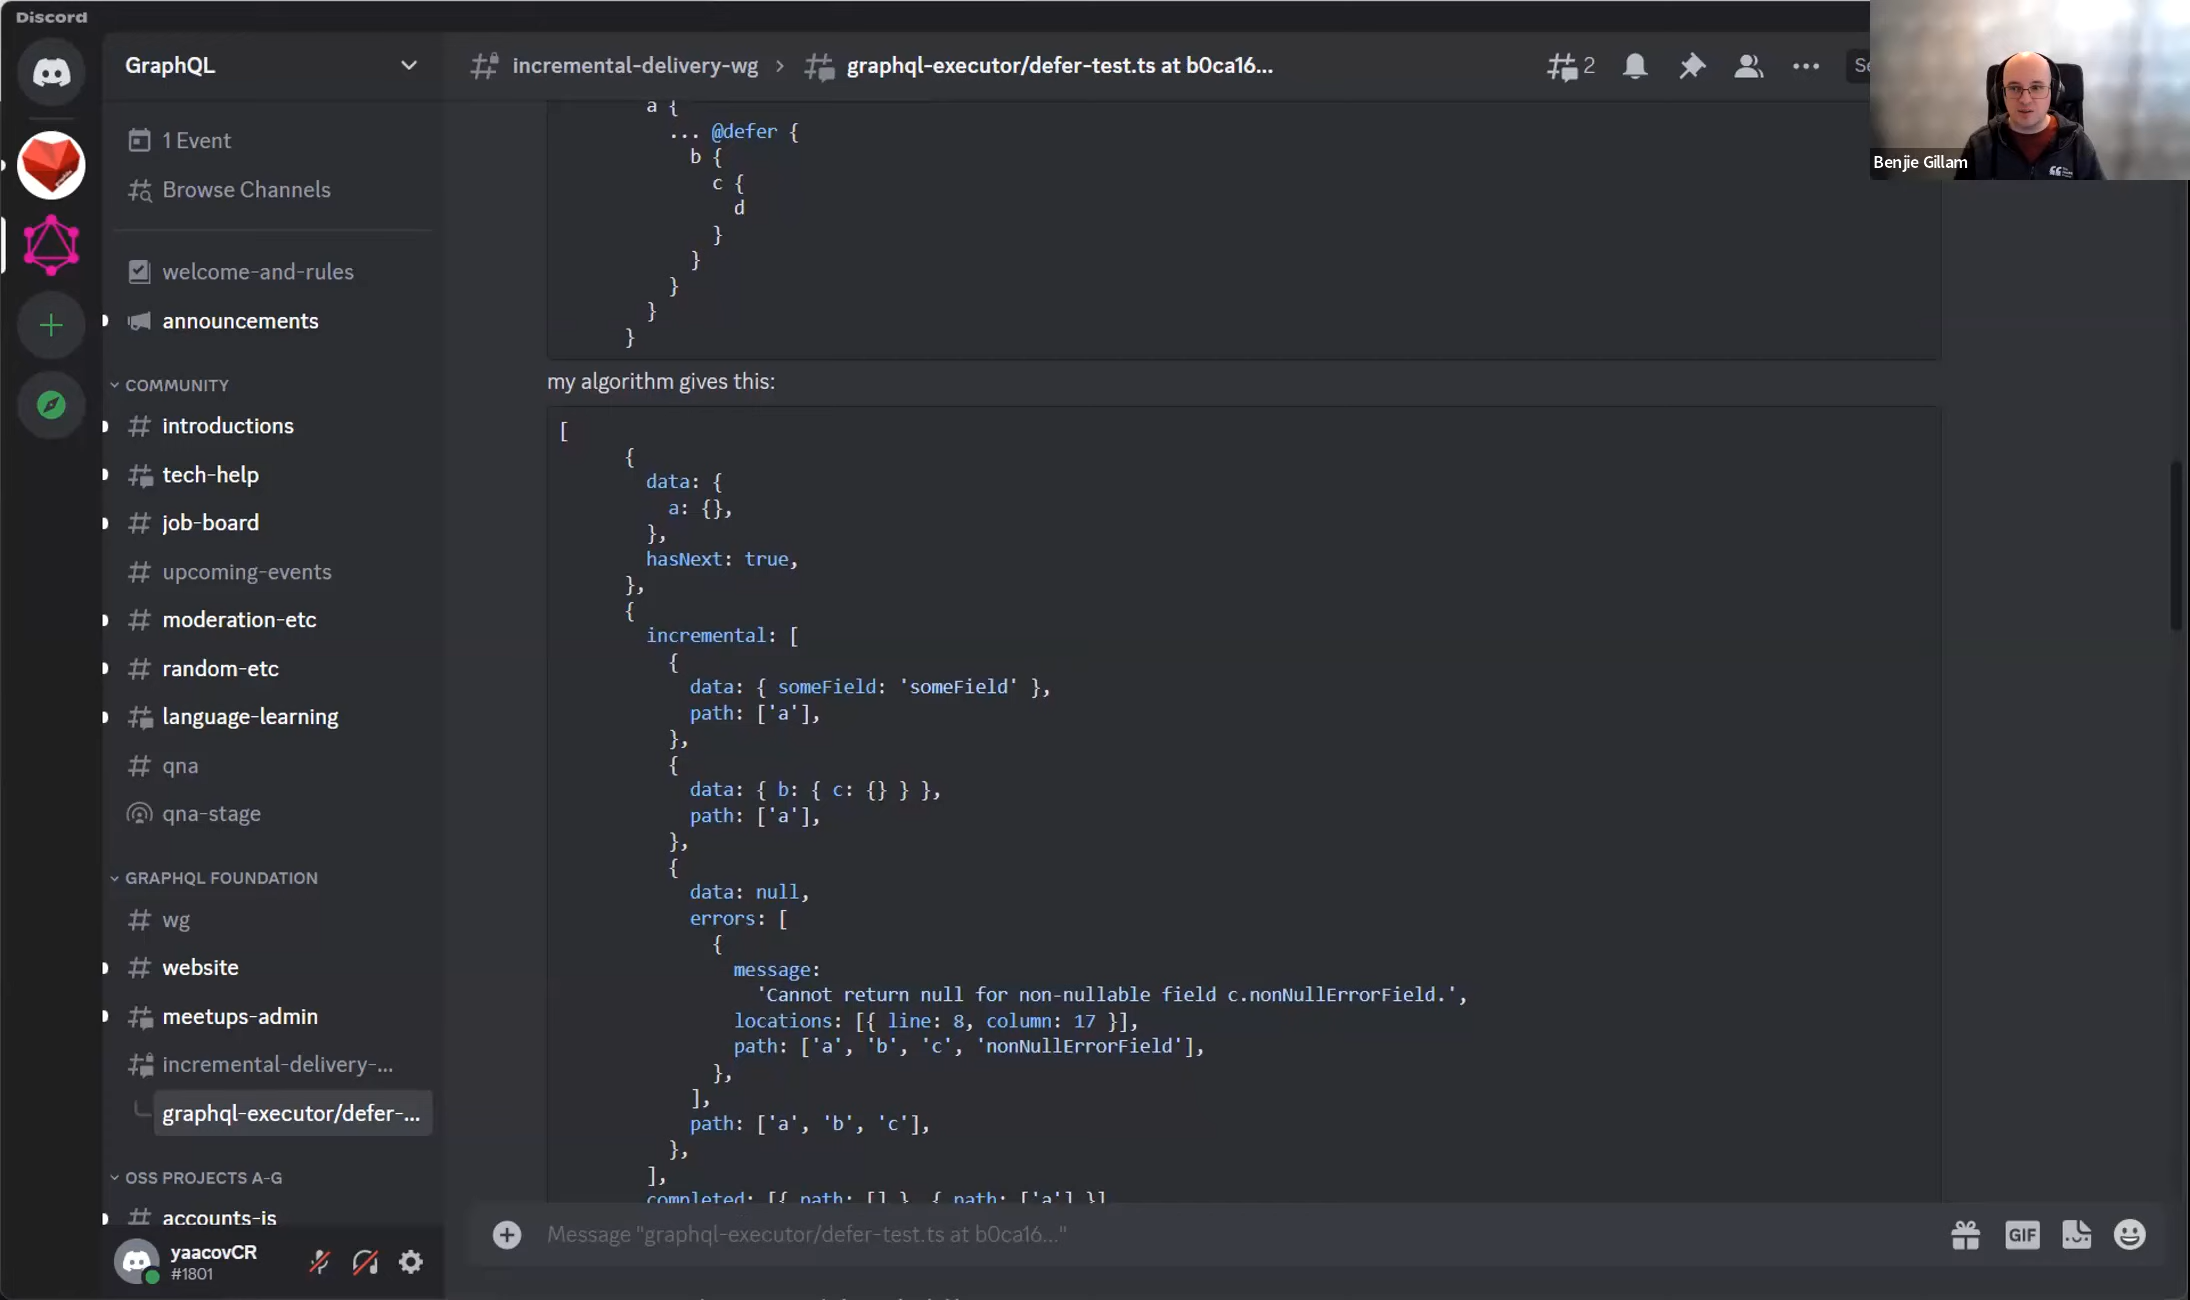 Discord
GraphQL
1 Event
Browse Channels
welcome-and-rules
announcements
COMMUNITY
introductions
tech-help
job-board
upcoming-events
moderation-etc
random-etc
language-learning
qna
qna-stage
GRAPHQL FOUNDATION
wg
website
meetups-admin
incremental-delivery-...
graphql-executor/defer-...
OSS PROJECTS A-G
accounts-js
yaacovCR
#1801
incremental-delivery-wg > graphql-executor/defer-test.ts at b0ca16...
2
Se
Benjie Gillam
a {
... @defer {
b {
c {
d
}
}
}
}
}
my algorithm gives this:
[
{
data: {
a: {},
},
hasNext: true,
},
{
incremental: [
{
data: { someField: 'someField' },
path: ['a'],
},
{
data: { b: { c: {} } },
path: ['a'],
},
{
data: null,
errors: [
{
message:
'Cannot return null for non-nullable field c.nonNullErrorField.',
locations: [{ line: 8, column: 17 }],
path: ['a', 'b', 'c', 'nonNullErrorField'],
},
],
path: ['a', 'b', 'c'],
},
],
completed: [{ path: [] }, { path: ['a'] }]
Message "graphql-executor/defer-test.ts at b0ca16..."
GIF